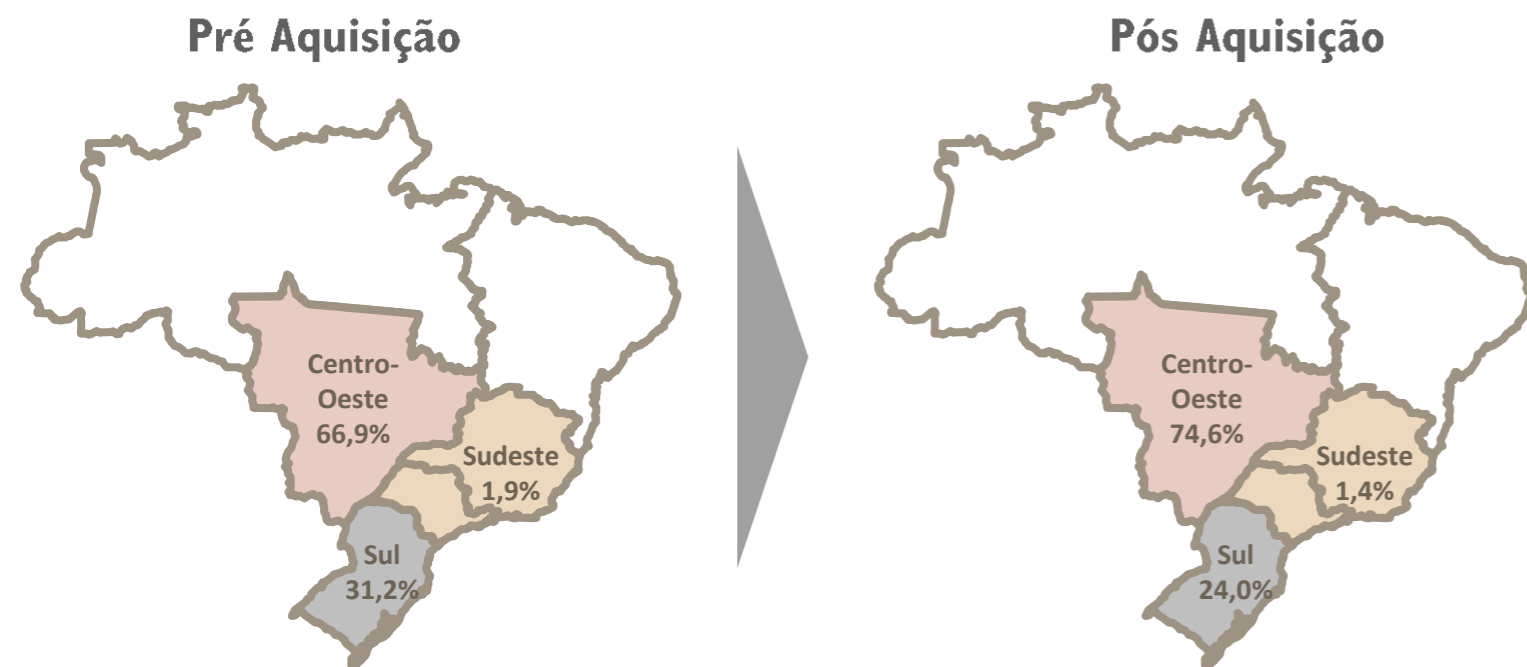 Pré Aquisição
Centro-
Oeste
66,9%
Sudeste
1,9%
Sul
31,2%
Pós Aquisição
Centro-
Oeste
74,6%
Sudeste
1,4%
Sul
24,0%